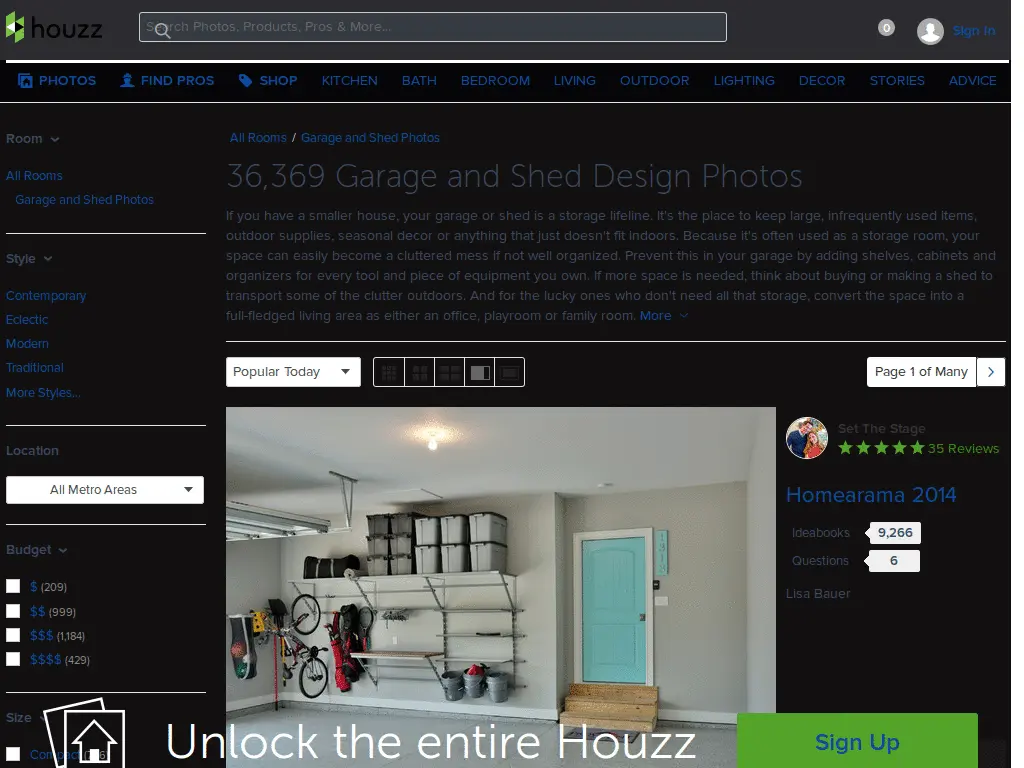 houzz
Search Photos, Products, Pros & More...
0
Sign In
PHOTOS
FIND PROS
SHOP
KITCHEN
BATH
BEDROOM
LIVING
OUTDOOR
LIGHTING
DECOR
STORIES
ADVICE
Room
All Rooms
Garage and Shed Photos
Style
Contemporary
Eclectic
Modern
Traditional
More Styles...
Location
All Metro Areas
Budget
$ (209)
$$ (999)
$$$ (1,184)
$$$$ (429)
Size
Compact
All Rooms / Garage and Shed Photos
36,369 Garage and Shed Design Photos
If you have a smaller house, your garage or shed is a storage lifeline. It's the place to keep large, infrequently used items,
outdoor supplies, seasonal decor or anything that just doesn't fit indoors. Because it's often used as a storage room, your
space can easily become a cluttered mess if not well organized. Prevent this in your garage by adding shelves, cabinets and
organizers for every tool and piece of equipment you own. If more space is needed, think about buying or making a shed to
transport some of the clutter outdoors. And for the lucky ones who don't need all that storage, convert the space into a
full-fledged living area as either an office, playroom or family room. More
Popular Today
Page 1 of Many
1313
Set The Stage
35 Reviews
Homearama 2014
Ideabooks 9,266
Questions 6
Lisa Bauer
Unlock the entire Houzz
Sign Up